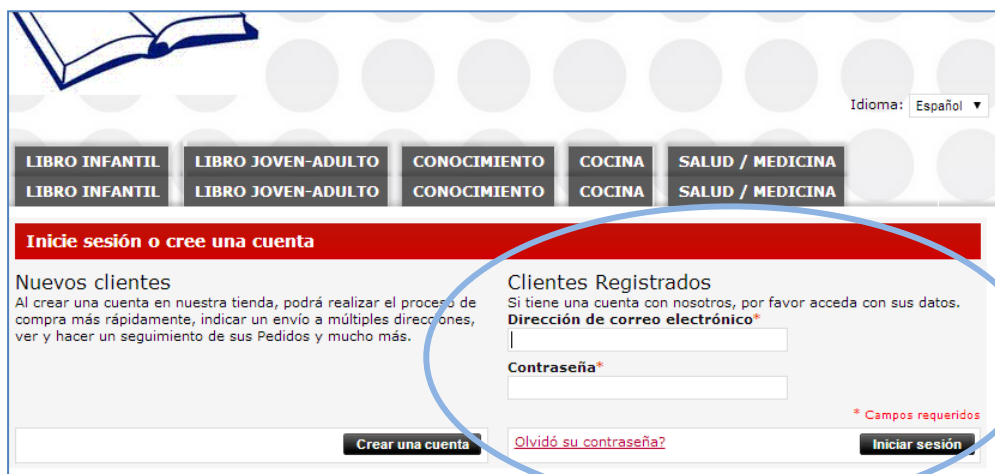 Idioma: Español
LIBRO INFANTIL LIBRO JOVEN-ADULTO CONOCIMIENTO COCINA SALUD / MEDICINA
LIBRO INFANTIL LIBRO JOVEN-ADULTO CONOCIMIENTO COCINA SALUD / MEDICINA
Inicie sesión o cree una cuenta
Nuevos clientes
Al crear una cuenta en nuestra tienda, podrá realizar el proceso de
compra más rápidamente, indicar un envío a múltiples direcciones,
ver y hacer un seguimiento de sus Pedidos y mucho más.
Crear una cuenta
Clientes Registrados
Si tiene una cuenta con nosotros, por favor acceda con sus datos.
Dirección de correo electrónico*
Contraseña*
* Campos requeridos
Olvidó su contraseña? Iniciar sesión